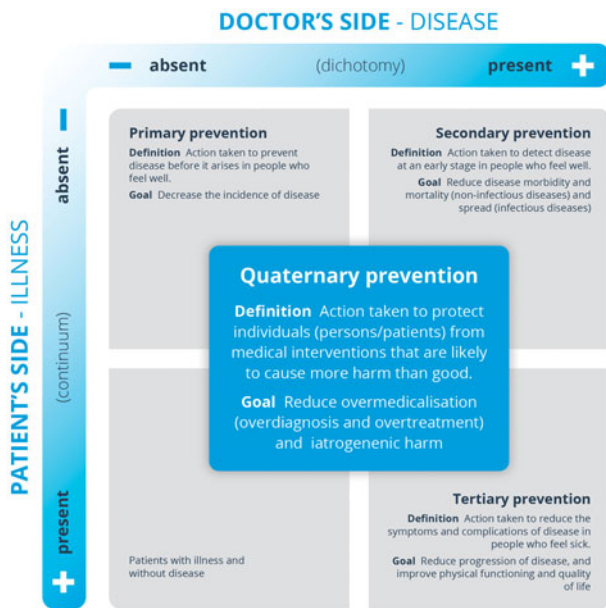 DOCTOR'S SIDE - DISEASE
– absent (dichotomy) present +
PATIENT'S SIDE - ILLNESS
– absent (continuum) present +
Primary prevention
Definition Action taken to prevent
disease before it arises in people who
feel well.
Goal Decrease the incidence of disease
Secondary prevention
Definition Action taken to detect disease
at an early stage in people who feel well.
Goal Reduce disease morbidity and
mortality (non-infectious diseases) and
spread (infectious diseases)
Quaternary prevention
Definition Action taken to protect
individuals (persons/patients) from
medical interventions that are likely
to cause more harm than good.
Goal Reduce overmedicalisation
(overdiagnosis and overtreatment)
and iatrogenenic harm
Patients with illness and
without disease
Tertiary prevention
Definition Action taken to reduce the
symptoms and complications of disease in
people who feel sick.
Goal Reduce progression of disease, and
improve physical functioning and quality
of life